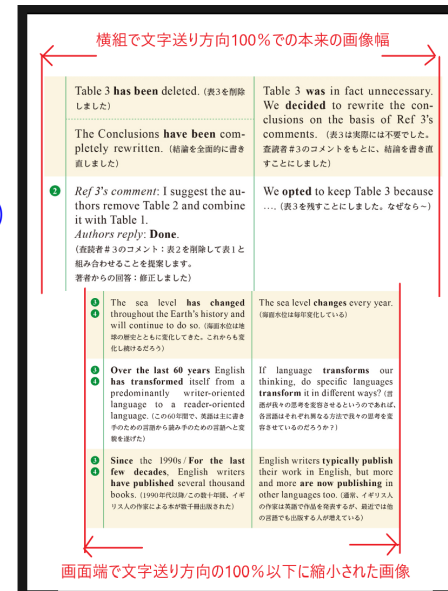 横組で文字送り方向100%での本来の画像幅
Table 3 has been deleted. (表3を削除
しました)
The Conclusions have been com-
pletely rewritten. (結論を全面的に書き
直しました)
Table 3 was in fact unnecessary.
We decided to rewrite the con-
clusions on the basis of Ref 3's
comments. (表3は実際には不要でした。
査読者#3のコメントをもとに、結論を書き直
すことにしました)
2 Ref 3's comment: I suggest the au-
thors remove Table 2 and combine
it with Table 1.
Authors reply: Done.
(査読者#3のコメント:表2を削除して表1と
組み合わせることを提案します。
著者からの回答:修正しました)
We opted to keep Table 3 because
…. (表3を残すことにしました。なぜなら~)
3 The sea level has changed
4 throughout the Earth's history and
will continue to do so. (海面水位は地
球の歴史とともに変化してきた。これからも変
化し続けるだろう)
The sea level changes every year.
(海面水位は毎年変化している)
3 Over the last 60 years English
4 has transformed itself from a
predominantly writer-oriented
language to a reader-oriented
language. (この60年間で、英語は主に書き
手のための言語から読み手のための言語へと変
貌を遂げた)
If language transforms our
thinking, do specific languages
transform it in different ways? (言
語が我々の思考を変容させるというのであれば、
各言語はそれぞれ異なる方法で我々の思考を変
容させているのだろうか?)
3 Since the 1990s / For the last
4 few decades, English writers
have published several thousand
books. (1990年代以降/この数十年間、イギ
リス人の作家による本が数千冊出版された)
English writers typically publish
their work in English, but more
and more are now publishing in
other languages too. (通常、イギリス人
の作家は英語で作品を発表するが、最近では他
の言語でも出版する人が増えている)
画面端で文字送り方向の100%以下に縮小された画像